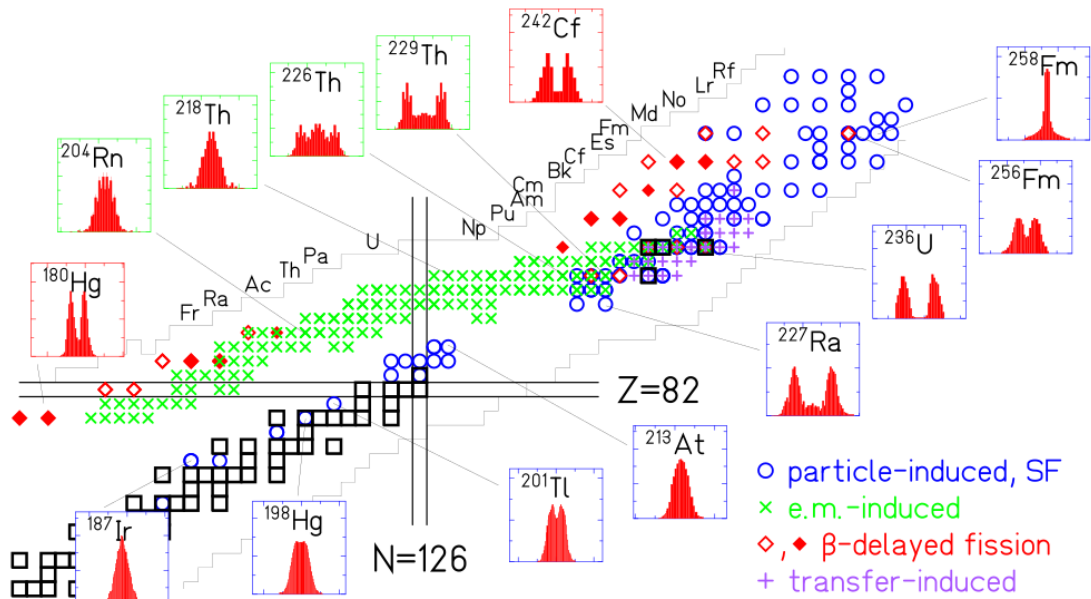 242Cf
229Th
226Th
218Th
204Rn
180Hg
258Fm
256Fm
236U
227Ra
213At
201Tl
198Hg
187Ir
Rf
Lr
No
Md
Fm
Es
Cf
Bk
Cm
Am
Pu
Np
U
Pa
Th
Ac
Ra
Fr
Z=82
N=126
particle-induced, SF
e.m.-induced
, β-delayed fission
transfer-induced